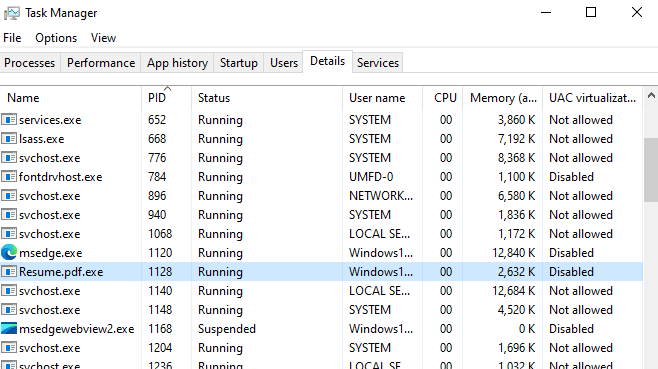 Task Manager
File Options View
Processes Performance App history Startup Users Details Services
Name PID Status User name CPU Memory (a... UAC virtualizat...
services.exe 652 Running SYSTEM 00 3,860 K Not allowed
lsass.exe 668 Running SYSTEM 00 7,192 K Not allowed
svchost.exe 776 Running SYSTEM 00 8,368 K Not allowed
fontdrvhost.exe 784 Running UMFD-0 00 1,100 K Disabled
svchost.exe 896 Running NETWORK... 00 6,580 K Not allowed
svchost.exe 940 Running SYSTEM 00 1,836 K Not allowed
svchost.exe 1068 Running LOCAL SE... 00 1,172 K Not allowed
msedge.exe 1120 Running Windows1... 00 12,840 K Disabled
Resume.pdf.exe 1128 Running Windows1... 00 2,632 K Disabled
svchost.exe 1140 Running LOCAL SE... 00 12,684 K Not allowed
svchost.exe 1148 Running SYSTEM 00 4,520 K Not allowed
msedgewebview2.exe 1168 Suspended Windows1... 00 0 K Disabled
svchost.exe 1204 Running SYSTEM 00 1,696 K Not allowed
svchost.exe 1236 Running LOCAL SE... 00 1,032 K Not allowed